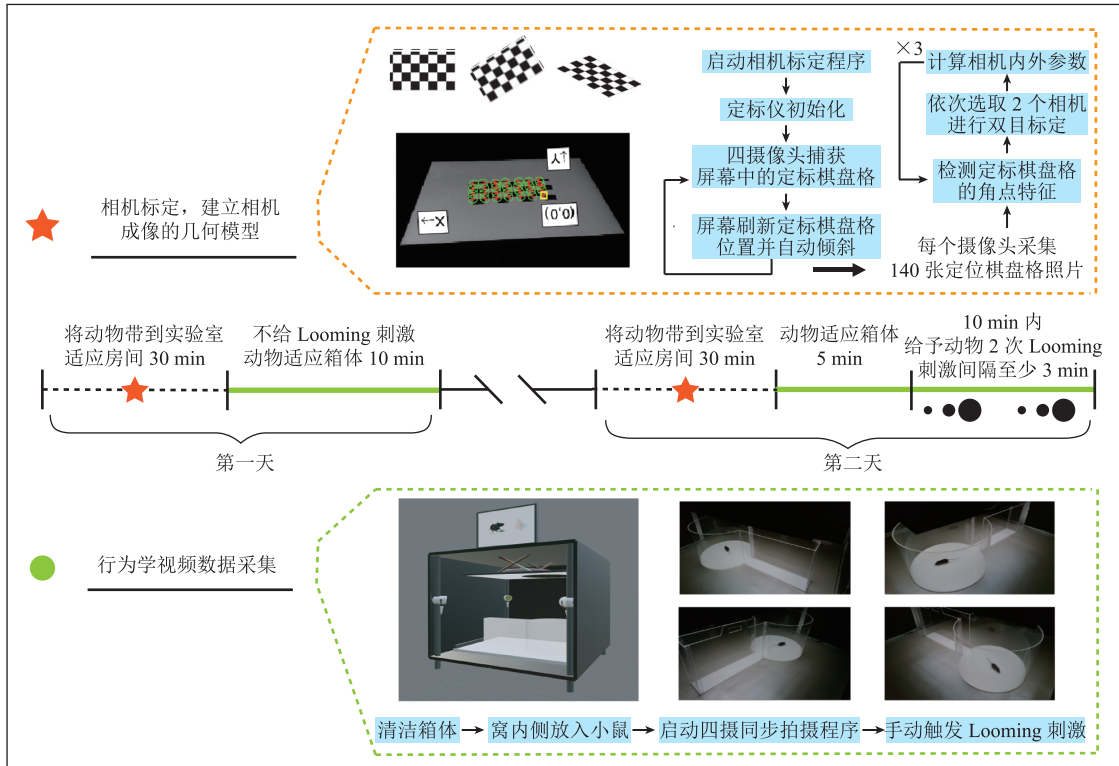 启动相机标定程序
定标仪初始化
四摄像头捕获
屏幕中的定标棋盘格
屏幕刷新定标棋盘格
位置并自动倾斜
×3
计算相机内外参数
依次选取 2 个相机
进行双目标定
检测定标棋盘格
的角点特征
每个摄像头采集
140 张定位棋盘格照片
Y→
X→
(0,0)
相机标定，建立相机
成像的几何模型
将动物带到实验室
适应房间 30 min
不给 Looming 刺激
动物适应箱体 10 min
将动物带到实验室
适应房间 30 min
动物适应箱体
5 min
10 min 内
给予动物 2 次 Looming
刺激间隔至少 3 min
第一天
第二天
行为学视频数据采集
清洁箱体
窝内侧放入小鼠
启动四摄同步拍摄程序
手动触发 Looming 刺激